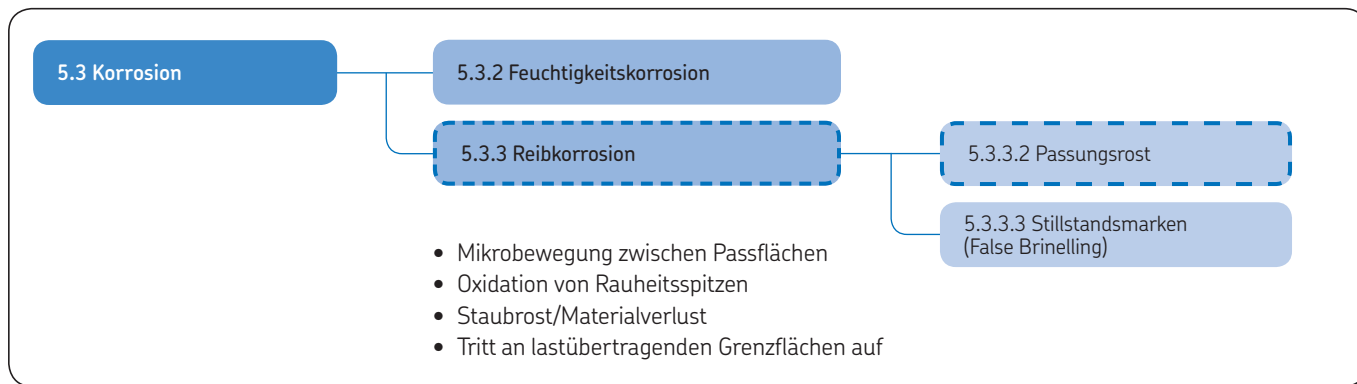 5.3 Korrosion
5.3.2 Feuchtigkeitskorrosion
5.3.3 Reibkorrosion
5.3.3.2 Passungsrost
5.3.3.3 Stillstandsmarken
(False Brinelling)
• Mikrobewegung zwischen Passflächen
• Oxidation von Rauheitsspitzen
• Staubrost/Materialverlust
• Tritt an lastübertragenden Grenzflächen auf